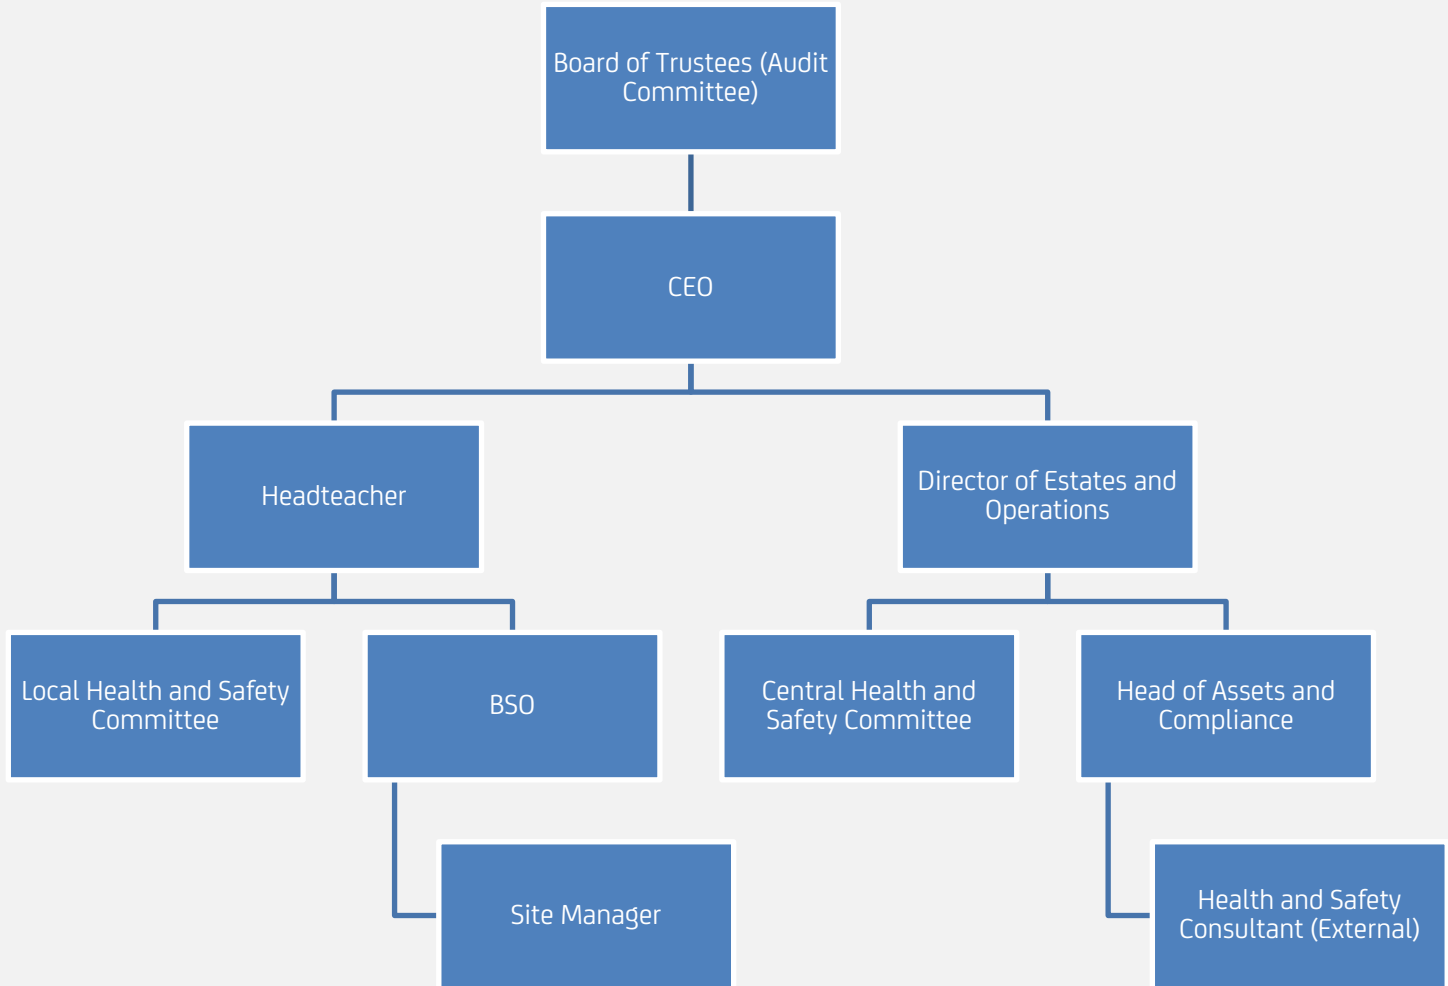 Board of Trustees (Audit
Committee)
CEO
Headteacher
Director of Estates and
Operations
Local Health and Safety
Committee
BSO
Central Health and
Safety Committee
Head of Assets and
Compliance
Site Manager
Health and Safety
Consultant (External)